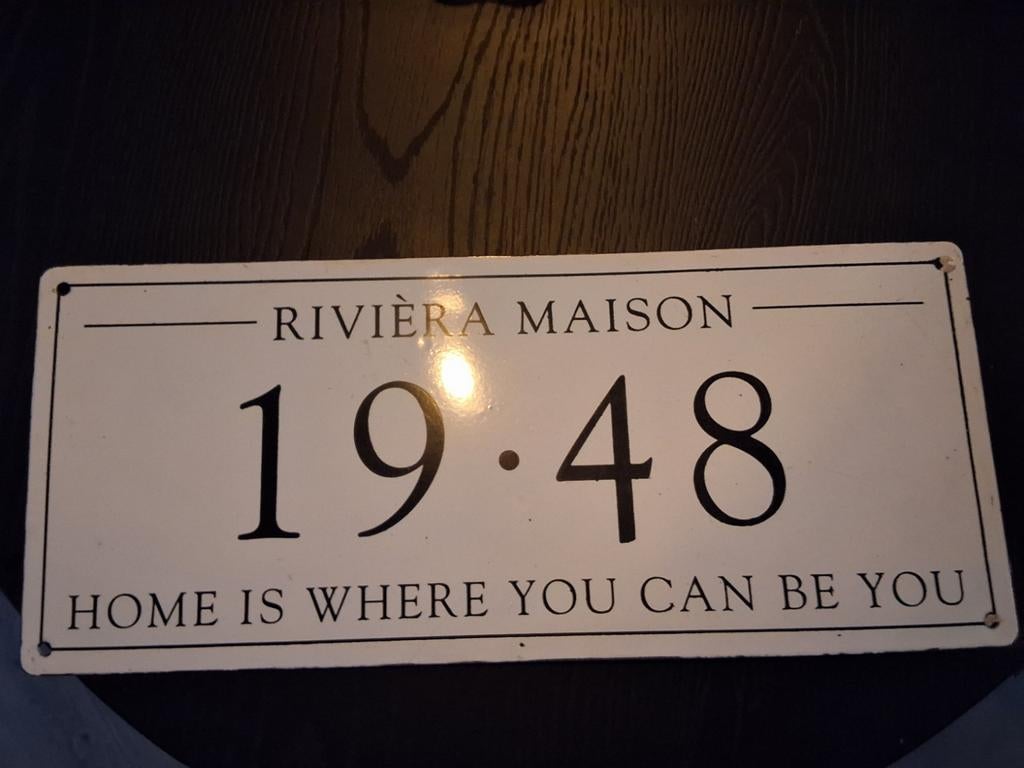 RIVIÈRA MAISON
19·48
HOME IS WHERE YOU CAN BE YOU